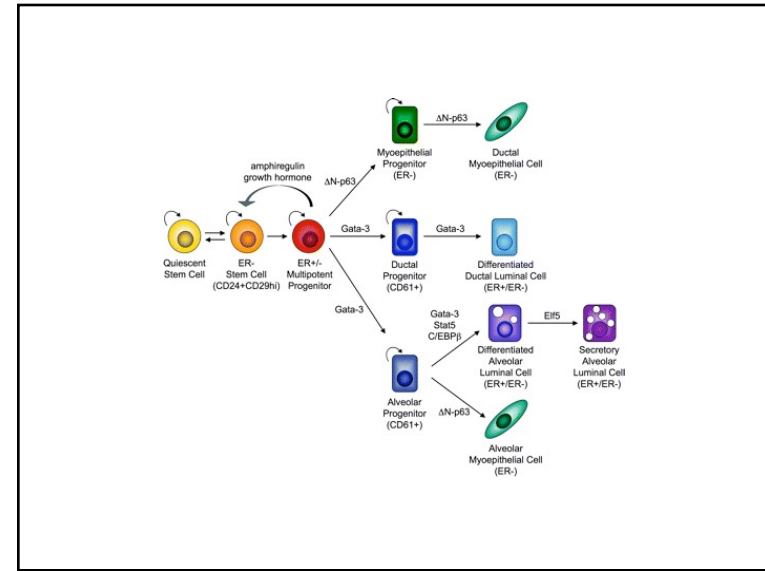 ΔN-p63
Myoepithelial
Progenitor
(ER-)
Ductal
Myoepithelial Cell
(ER-)
amphiregulin
growth hormone
ΔN-p63
Gata-3
Gata-3
Quiescent
Stem Cell
ER-
Stem Cell
(CD24+CD29hi)
ER+/-
Multipotent
Progenitor
Ductal
Progenitor
(CD61+)
Differentiated
Ductal Luminal Cell
(ER+/ER-)
Gata-3
Gata-3
Stat5
C/EBPβ
Elf5
Differentiated
Alveolar
Luminal Cell
(ER+/ER-)
Secretory
Alveolar
Luminal Cell
(ER+/ER-)
Alveolar
Progenitor
(CD61+)
ΔN-p63
Alveolar
Myoepithelial Cell
(ER-)